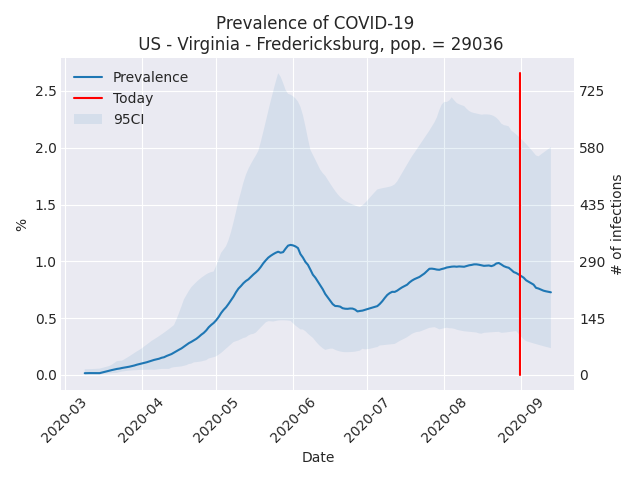 Prevalence of COVID-19
US - Virginia - Fredericksburg, pop. = 29036
Prevalence
Today
95CI
2.5
2.0
1.5
1.0
0.5
0.0
%
725
580
435
290
145
0
# of infections
2020-03
2020-04
2020-05
2020-06
2020-07
2020-08
2020-09
Date